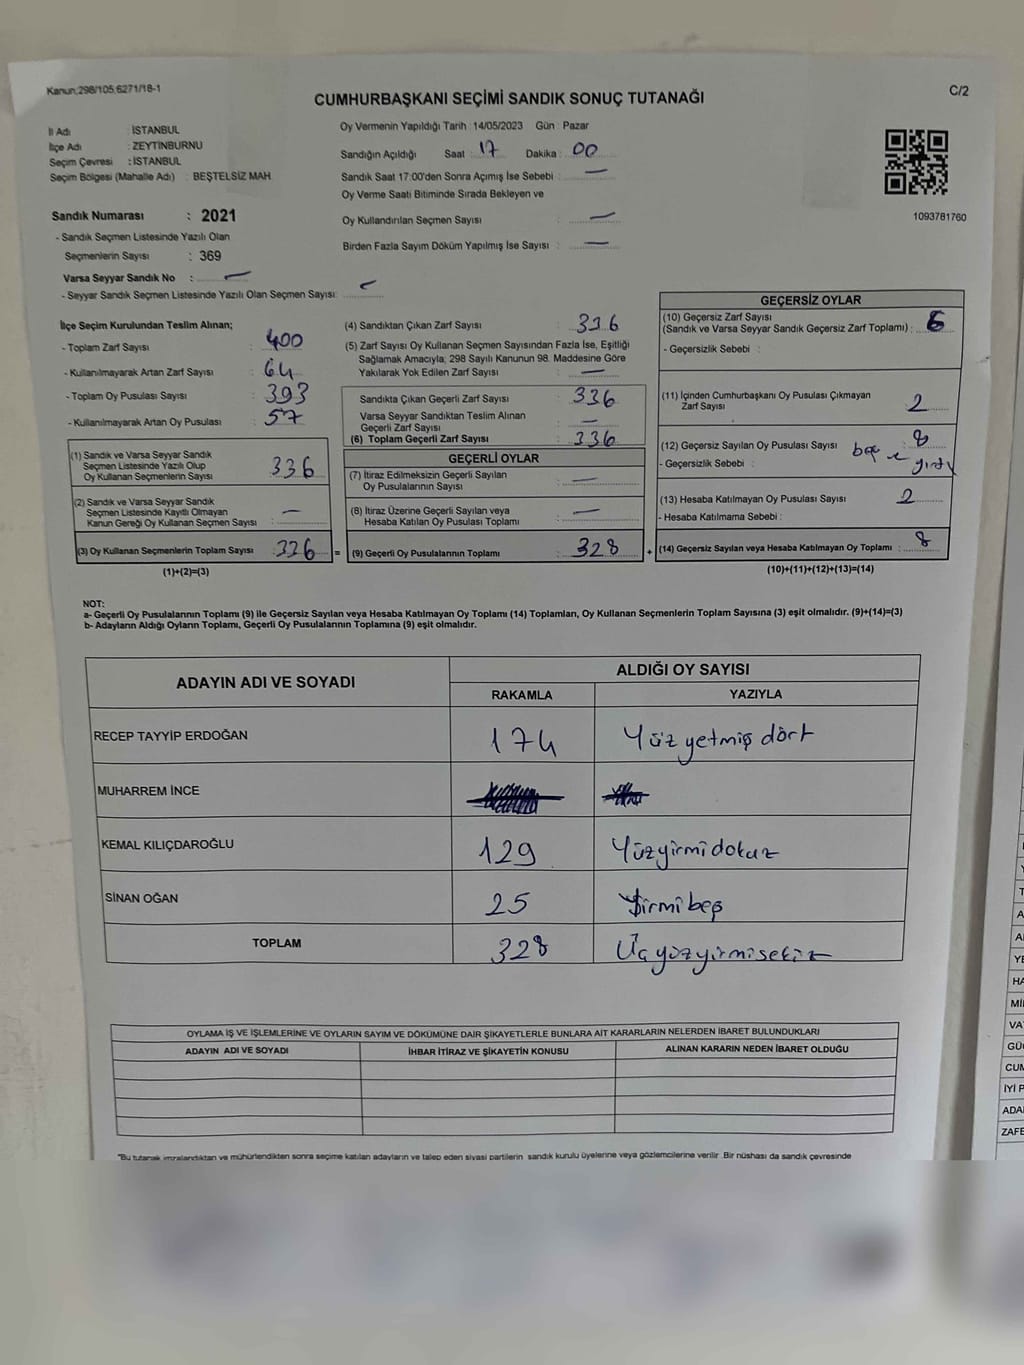 Kanun;298/105;6271/18-1
C/2
CUMHURBAŞKANI SEÇİMİ SANDIK SONUÇ TUTANAĞI
İl Adı : İSTANBUL
İlçe Adı : ZEYTİNBURNU
Seçim Çevresi : İSTANBUL
Seçim Bölgesi (Mahalle Adı) : BEŞTELSİZ MAH.
Oy Vermenin Yapıldığı Tarih : 14/05/2023 Gün : Pazar
Sandığın Açıldığı Saat : 17 Dakika : 00
Sandık Saat 17:00'den Sonra Açımış İse Sebebi : —
Oy Verme Saati Bitiminde Sırada Bekleyen ve
Oy Kullandırılan Seçmen Sayısı : —
Birden Fazla Sayım Döküm Yapılmış İse Sayısı : —
1093781760
Sandık Numarası : 2021
- Sandık Seçmen Listesinde Yazılı Olan
Seçmenlerin Sayısı : 369
Varsa Seyyar Sandık No : —
- Seyyar Sandık Seçmen Listesinde Yazılı Olan Seçmen Sayısı: —
İlçe Seçim Kurulundan Teslim Alınan;
- Toplam Zarf Sayısı : 400
- Kullanılmayarak Artan Zarf Sayısı : 64
- Toplam Oy Pusulası Sayısı : 393
- Kullanılmayarak Artan Oy Pusulası : 57
(1) Sandık ve Varsa Seyyar Sandık
Seçmen Listesinde Yazılı Olup
Oy Kullanan Seçmenlerin Sayısı : 336
(2) Sandık ve Varsa Seyyar Sandık
Seçmen Listesinde Kayıtlı Olmayan
Kanun Gereği Oy Kullanan Seçmen Sayısı : —
(3) Oy Kullanan Seçmenlerin Toplam Sayısı : 336 =
(1)+(2)=(3)
(4) Sandıktan Çıkan Zarf Sayısı : 336
(5) Zarf Sayısı Oy Kullanan Seçmen Sayısından Fazla İse, Eşitliği
Sağlamak Amacıyla; 298 Sayılı Kanunun 98. Maddesine Göre
Yakılarak Yok Edilen Zarf Sayısı : —
Sandıkta Çıkan Geçerli Zarf Sayısı : 336
Varsa Seyyar Sandıktan Teslim Alınan
Geçerli Zarf Sayısı : —
(6) Toplam Geçerli Zarf Sayısı : 336
GEÇERLİ OYLAR
(7) İtiraz Edilmeksizin Geçerli Sayılan
Oy Pusulalarının Sayısı : —
(8) İtiraz Üzerine Geçerli Sayılan veya
Hesaba Katılan Oy Pusulası Toplamı : —
(9) Geçerli Oy Pusulalarının Toplamı : 328 +
GEÇERSİZ OYLAR
(10) Geçersiz Zarf Sayısı
(Sandık ve Varsa Seyyar Sandık Geçersiz Zarf Toplamı) :
- Geçersizlik Sebebi :
(11) İçinden Cumhurbaşkanı Oy Pusulası Çıkmayan
Zarf Sayısı : 2
(12) Geçersiz Sayılan Oy Pusulası Sayısı : 8
- Geçersizlik Sebebi :
(13) Hesaba Katılmayan Oy Pusulası Sayısı : 2
- Hesaba Katılmama Sebebi :
(14) Geçersiz Sayılan veya Hesaba Katılmayan Oy Toplamı : 8
(10)+(11)+(12)+(13)=(14)
NOT:
a- Geçerli Oy Pusulalarının Toplamı (9) ile Geçersiz Sayılan veya Hesaba Katılmayan Oy Toplamı (14) Toplamları, Oy Kullanan Seçmenlerin Toplam Sayısına (3) eşit olmalıdır. (9)+(14)=(3)
b- Adayların Aldığı Oyların Toplamı, Geçerli Oy Pusulalarının Toplamına (9) eşit olmalıdır.
ADAYIN ADI VE SOYADI ALDIĞI OY SAYISI
RAKAMLA YAZIYLA
RECEP TAYYİP ERDOĞAN 174 Yüz yetmiş dört
MUHARREM İNCE
KEMAL KILIÇDAROĞLU 129 Yüzyirmidokuz
SİNAN OĞAN 25 Yirmi beş
TOPLAM 328 Üçyüzyirmisekiz
OYLAMA İŞ VE İŞLEMLERİNE VE OYLARIN SAYIM VE DÖKÜMÜNE DAİR ŞİKAYETLERLE BUNLARA AİT KARARLARIN NELERDEN İBARET BULUNDUKLARI
ADAYIN ADI VE SOYADI İHBAR İTİRAZ VE ŞİKAYETİN KONUSU ALINAN KARARIN NEDEN İBARET OLDUĞU
"Bu tutanak imzalandıktan ve mühürlendikten sonra seçime katılan adayların ve talep eden siyasi partilerin sandık kurulu üyelerine veya gözlemcilerine verilir. Bir nüshası da sandık çevresinde